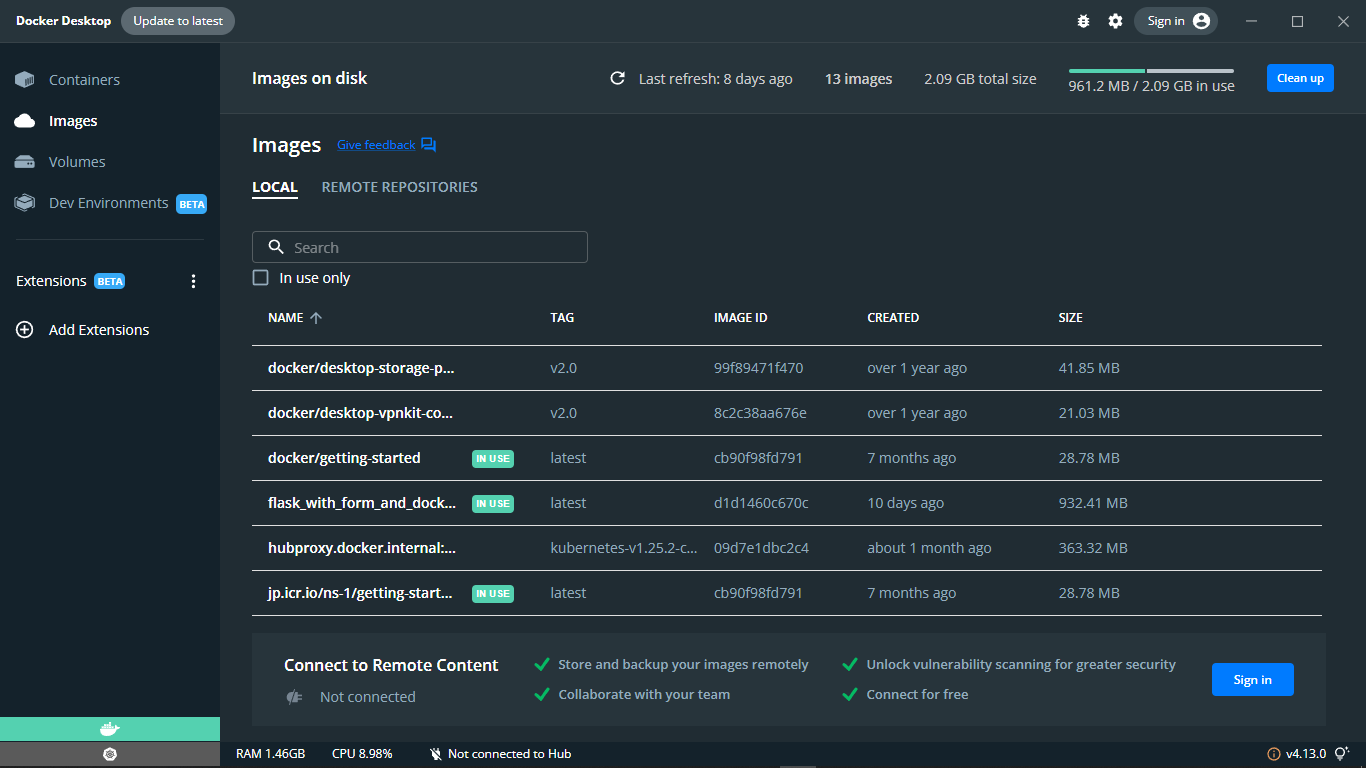 Docker Desktop Update to latest Sign in
Containers
Images
Volumes
Dev Environments BETA
Extensions BETA
Add Extensions
Images on disk Last refresh: 8 days ago 13 images 2.09 GB total size 961.2 MB / 2.09 GB in use Clean up
Images Give feedback
LOCAL REMOTE REPOSITORIES
Search
In use only
NAME TAG IMAGE ID CREATED SIZE
docker/desktop-storage-p... v2.0 99f89471f470 over 1 year ago 41.85 MB
docker/desktop-vpnkit-co... v2.0 8c2c38aa676e over 1 year ago 21.03 MB
docker/getting-started IN USE latest cb90f98fd791 7 months ago 28.78 MB
flask_with_form_and_dock... IN USE latest d1d1460c670c 10 days ago 932.41 MB
hubproxy.docker.internal:... kubernetes-v1.25.2-c... 09d7e1dbc2c4 about 1 month ago 363.32 MB
jp.icr.io/ns-1/getting-start... IN USE latest cb90f98fd791 7 months ago 28.78 MB
Connect to Remote Content
Not connected
Store and backup your images remotely
Collaborate with your team
Unlock vulnerability scanning for greater security
Connect for free
Sign in
RAM 1.46GB CPU 8.98% Not connected to Hub v4.13.0